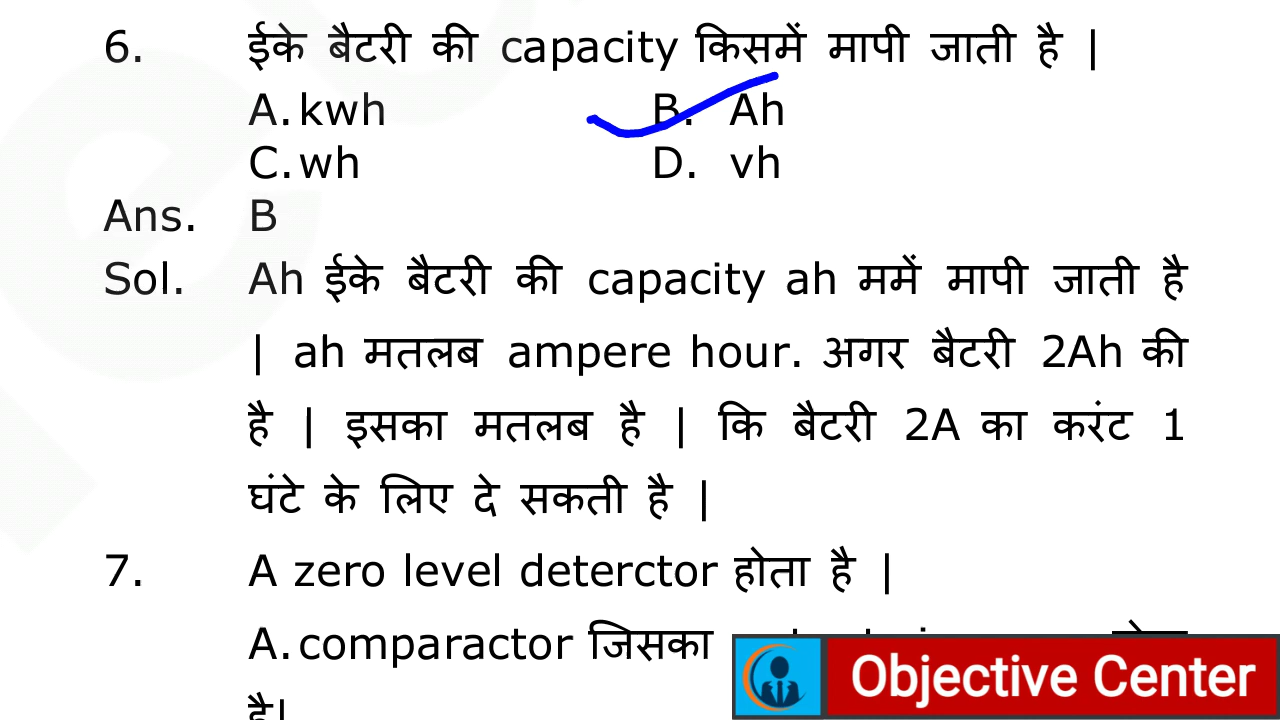 6. ईके बैटरी की capacity किसमें मापी जाती है |
A. kwh B. Ah
C. wh D. vh
Ans. B
Sol. Ah ईके बैटरी की capacity ah ममें मापी जाती है
| ah मतलब ampere hour. अगर बैटरी 2Ah की
है | इसका मतलब है | कि बैटरी 2A का करंट 1
घंटे के लिए दे सकती है |
7. A zero level deterctor होता है |
A. comparactor जिसका
है|
Objective Center